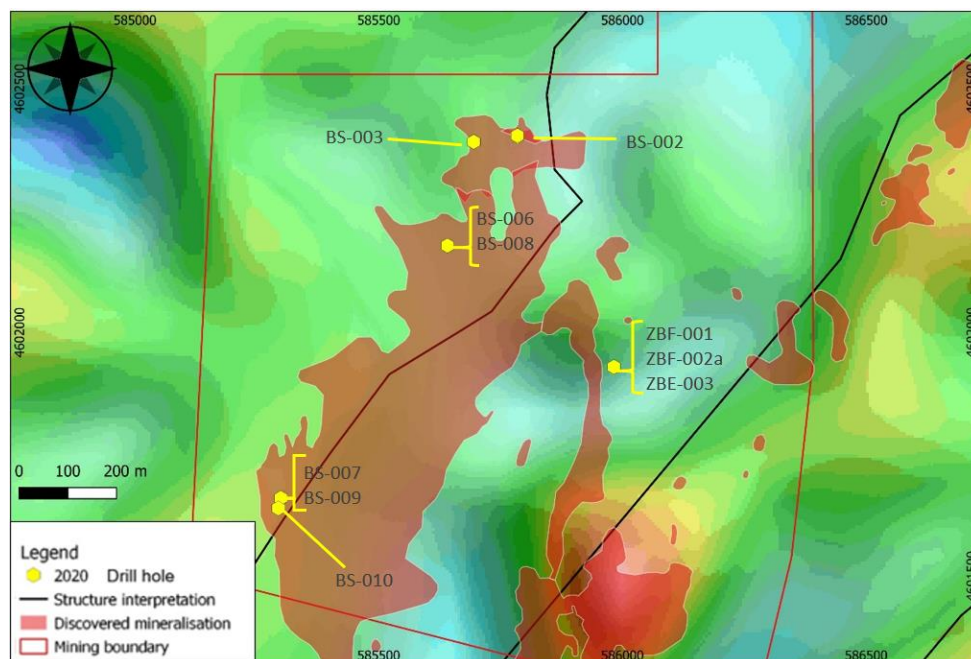 585000 585500 586000 586500
4602500
4602500
BS-003
BS-002
BS-006
BS-008
4602000
4602000
ZBF-001
ZBF-002a
ZBE-003
0 100 200 m
BS-007
BS-009
BS-010
4601500
Legend
2020 Drill hole
Structure interpretation
Discovered mineralisation
Mining boundary
585500 586000 586500